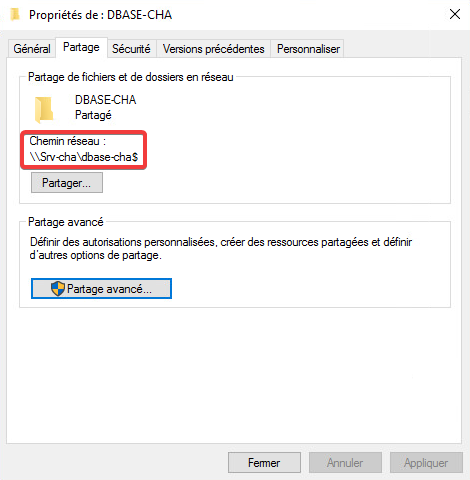 Propriétés de : DBASE-CHA
Général
Partage
Sécurité
Versions précédentes
Personnaliser
Partage de fichiers et de dossiers en réseau
DBASE-CHA
Partagé
Chemin réseau :
\\Srv-cha\dbase-cha$
Partager...
Partage avancé
Définir des autorisations personnalisées, créer des ressources partagées et définir
d'autres options de partage.
Partage avancé...
Fermer
Annuler
Appliquer